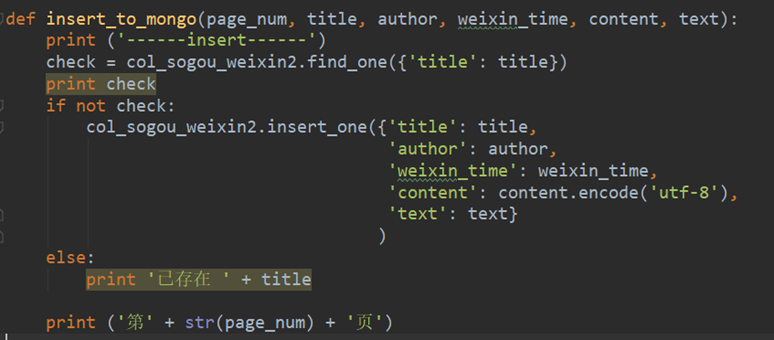 def insert_to_mongo(page_num, title, author, weixin_time, content, text):
    print ('------insert------')
    check = col_sogou_weixin2.find_one({'title': title})
    print check
    if not check:
        col_sogou_weixin2.insert_one({'title': title,
                                      'author': author,
                                      'weixin_time': weixin_time,
                                      'content': content.encode('utf-8'),
                                      'text': text}
                                     )
    else:
        print '已存在 ' + title
    print ('第' + str(page_num) + '页')